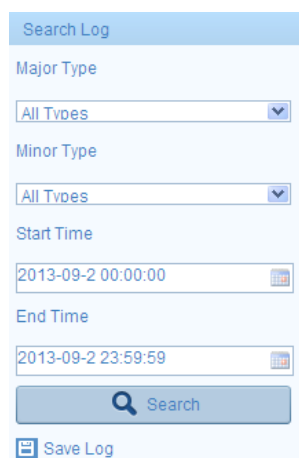 Search Log
Major Type
All Types
Minor Type
All Types
Start Time
2013-09-2 00:00:00
End Time
2013-09-2 23:59:59
Search
Save Log